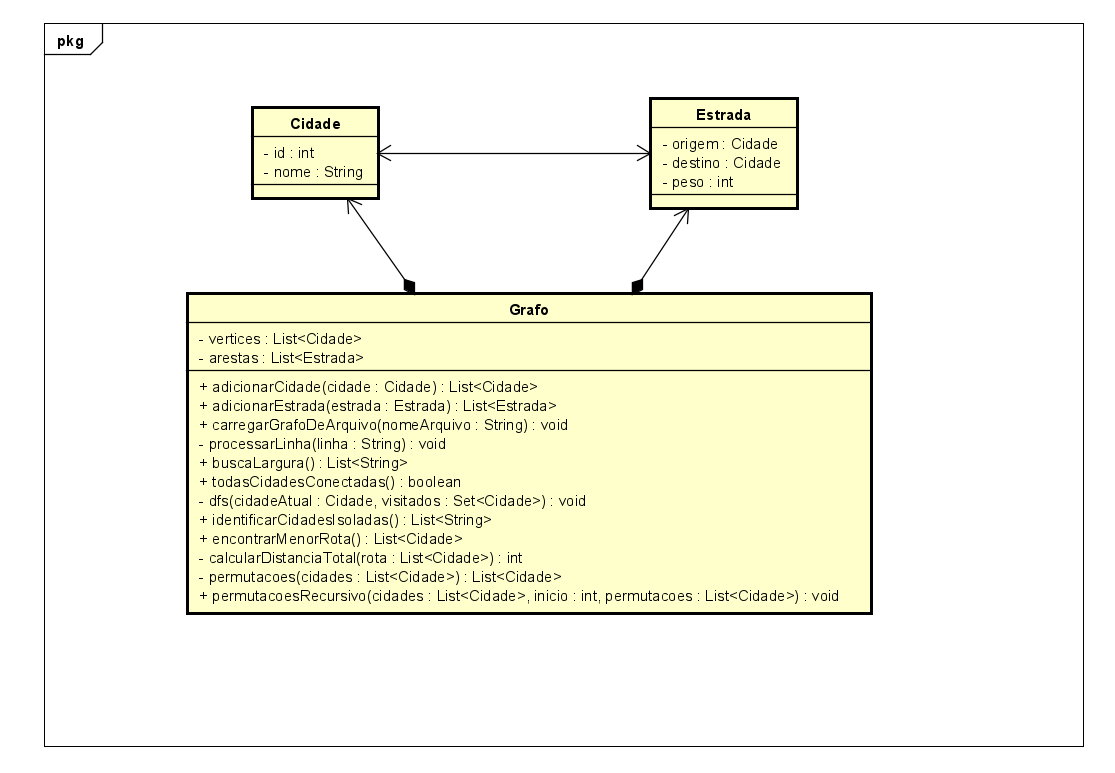 pkg
Cidade
- id : int
- nome : String
Estrada
- origem : Cidade
- destino : Cidade
- peso : int
Grafo
- vertices : List<Cidade>
- arestas : List<Estrada>
+ adicionarCidade(cidade : Cidade) : List<Cidade>
+ adicionarEstrada(estrada : Estrada) : List<Estrada>
+ carregarGrafoDeArquivo(nomeArquivo : String) : void
- processarLinha(linha : String) : void
+ buscaLargura() : List<String>
+ todasCidadesConectadas() : boolean
- dfs(cidadeAtual : Cidade, visitados : Set<Cidade>) : void
+ identificarCidadesIsoladas() : List<String>
+ encontrarMenorRota() : List<Cidade>
- calcularDistanciaTotal(rota : List<Cidade>) : int
- permutacoes(cidades : List<Cidade>) : List<Cidade>
+ permutacoesRecursivo(cidades : List<Cidade>, inicio : int, permutacoes : List<Cidade>) : void